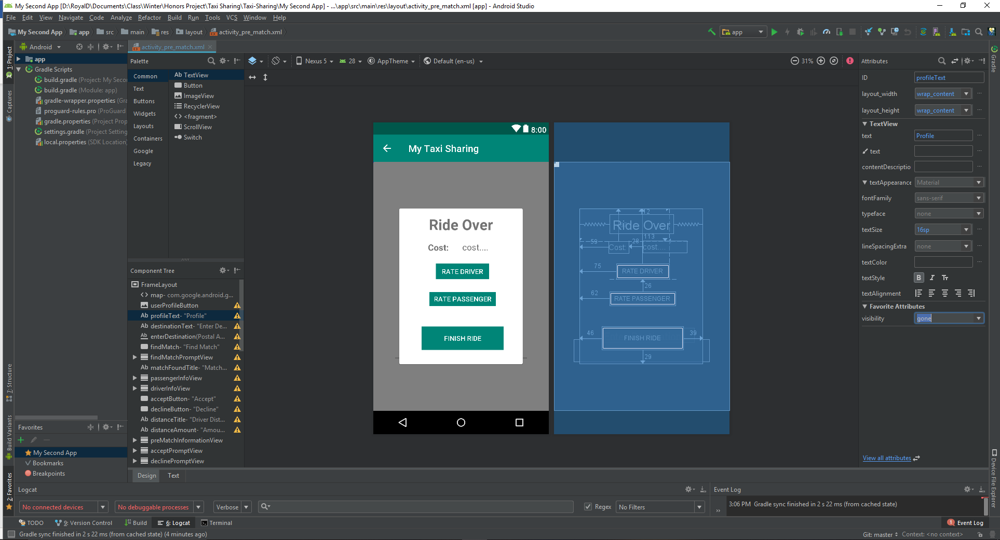 My Second App [D:\RoyalD\Documents\Class\Winter\Honors Project\Taxi Sharing\Taxi-Sharing\My Second App] - ...\app\src\main\res\layout\activity_pre_match.xml [app] - Android Studio
File Edit View Navigate Code Analyze Refactor Build Run Tools VCS Window Help
My Second App app src main res layout activity_pre_match.xml app
1: Project
Captures
7: Structure
Build Variants
2: Favorites
Android
app
Gradle Scripts
build.gradle (Project: My Seco
build.gradle (Module: app)
gradle-wrapper.properties (Gra
proguard-rules.pro (ProGuard
gradle.properties (Project Prop
settings.gradle (Project Setting
local.properties (SDK Location)
Favorites
My Second App
Bookmarks
Breakpoints
activity_pre_match.xml
Palette
Common
Text
Buttons
Widgets
Layouts
Containers
Google
Legacy
Ab TextView
Button
ImageView
RecyclerView
<fragment>
ScrollView
Switch
Component Tree
FrameLayout
map- com.google.android.g...
userProfileButton
Ab profileText- "Profile"
Ab destinationText- "Enter De...
Ab enterDestination(Postal A...
findMatch- "Find Match"
findMatchPromptView
Ab matchFoundTitle- "Match...
passengerInfoView
driverInfoView
acceptButton- "Accept"
declineButton- "Decline"
Ab distanceTitle- "Driver Dist...
Ab distanceAmount- "Amou...
preMatchInformationView
acceptPromptView
declinePromptView
Design Text
Nexus 5 28 AppTheme Default (en-us) 31%
8:00
My Taxi Sharing
Ride Over
Cost: cost....
RATE DRIVER
RATE PASSENGER
FINISH RIDE
Ride Over
113
59 Cost: 28 cost....
75 RATE DRIVER
26
62 RATE PASSENGER
46 FINISH RIDE 39
29
Attributes
ID profileText
layout_width wrap_content
layout_height wrap_content
TextView
text Profile
text
contentDescriptio
textAppearance Material
fontFamily sans-serif
typeface none
textSize 16sp
lineSpacingExtra none
textColor
textStyle B I Tт
textAlignment
Favorite Attributes
visibility gone
View all attributes
Gradle
Device File Explorer
Logcat
No connected devices No debuggable processes Verbose Regex No Filters
Event Log
3:06 PM Gradle sync finished in 2 s 22 ms (from cached state)
TODO 9: Version Control Build 6: Logcat Terminal 1 Event Log
Gradle sync finished in 2 s 22 ms (from cached state) (4 minutes ago) Git: master Context: <no context>